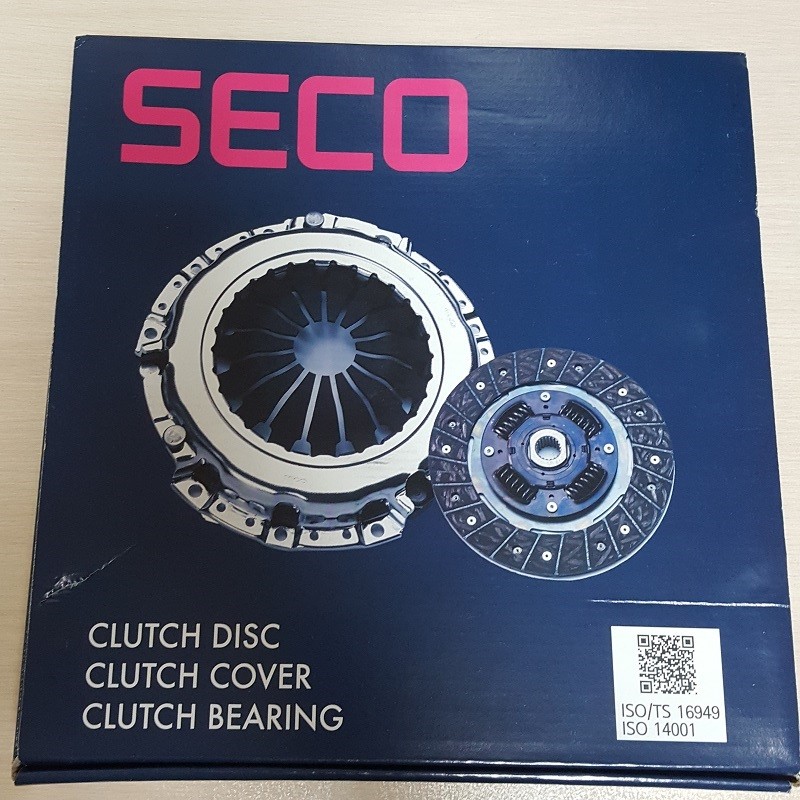 SECO
CLUTCH DISC
CLUTCH COVER
CLUTCH BEARING
ISO/TS 16949
ISO 14001